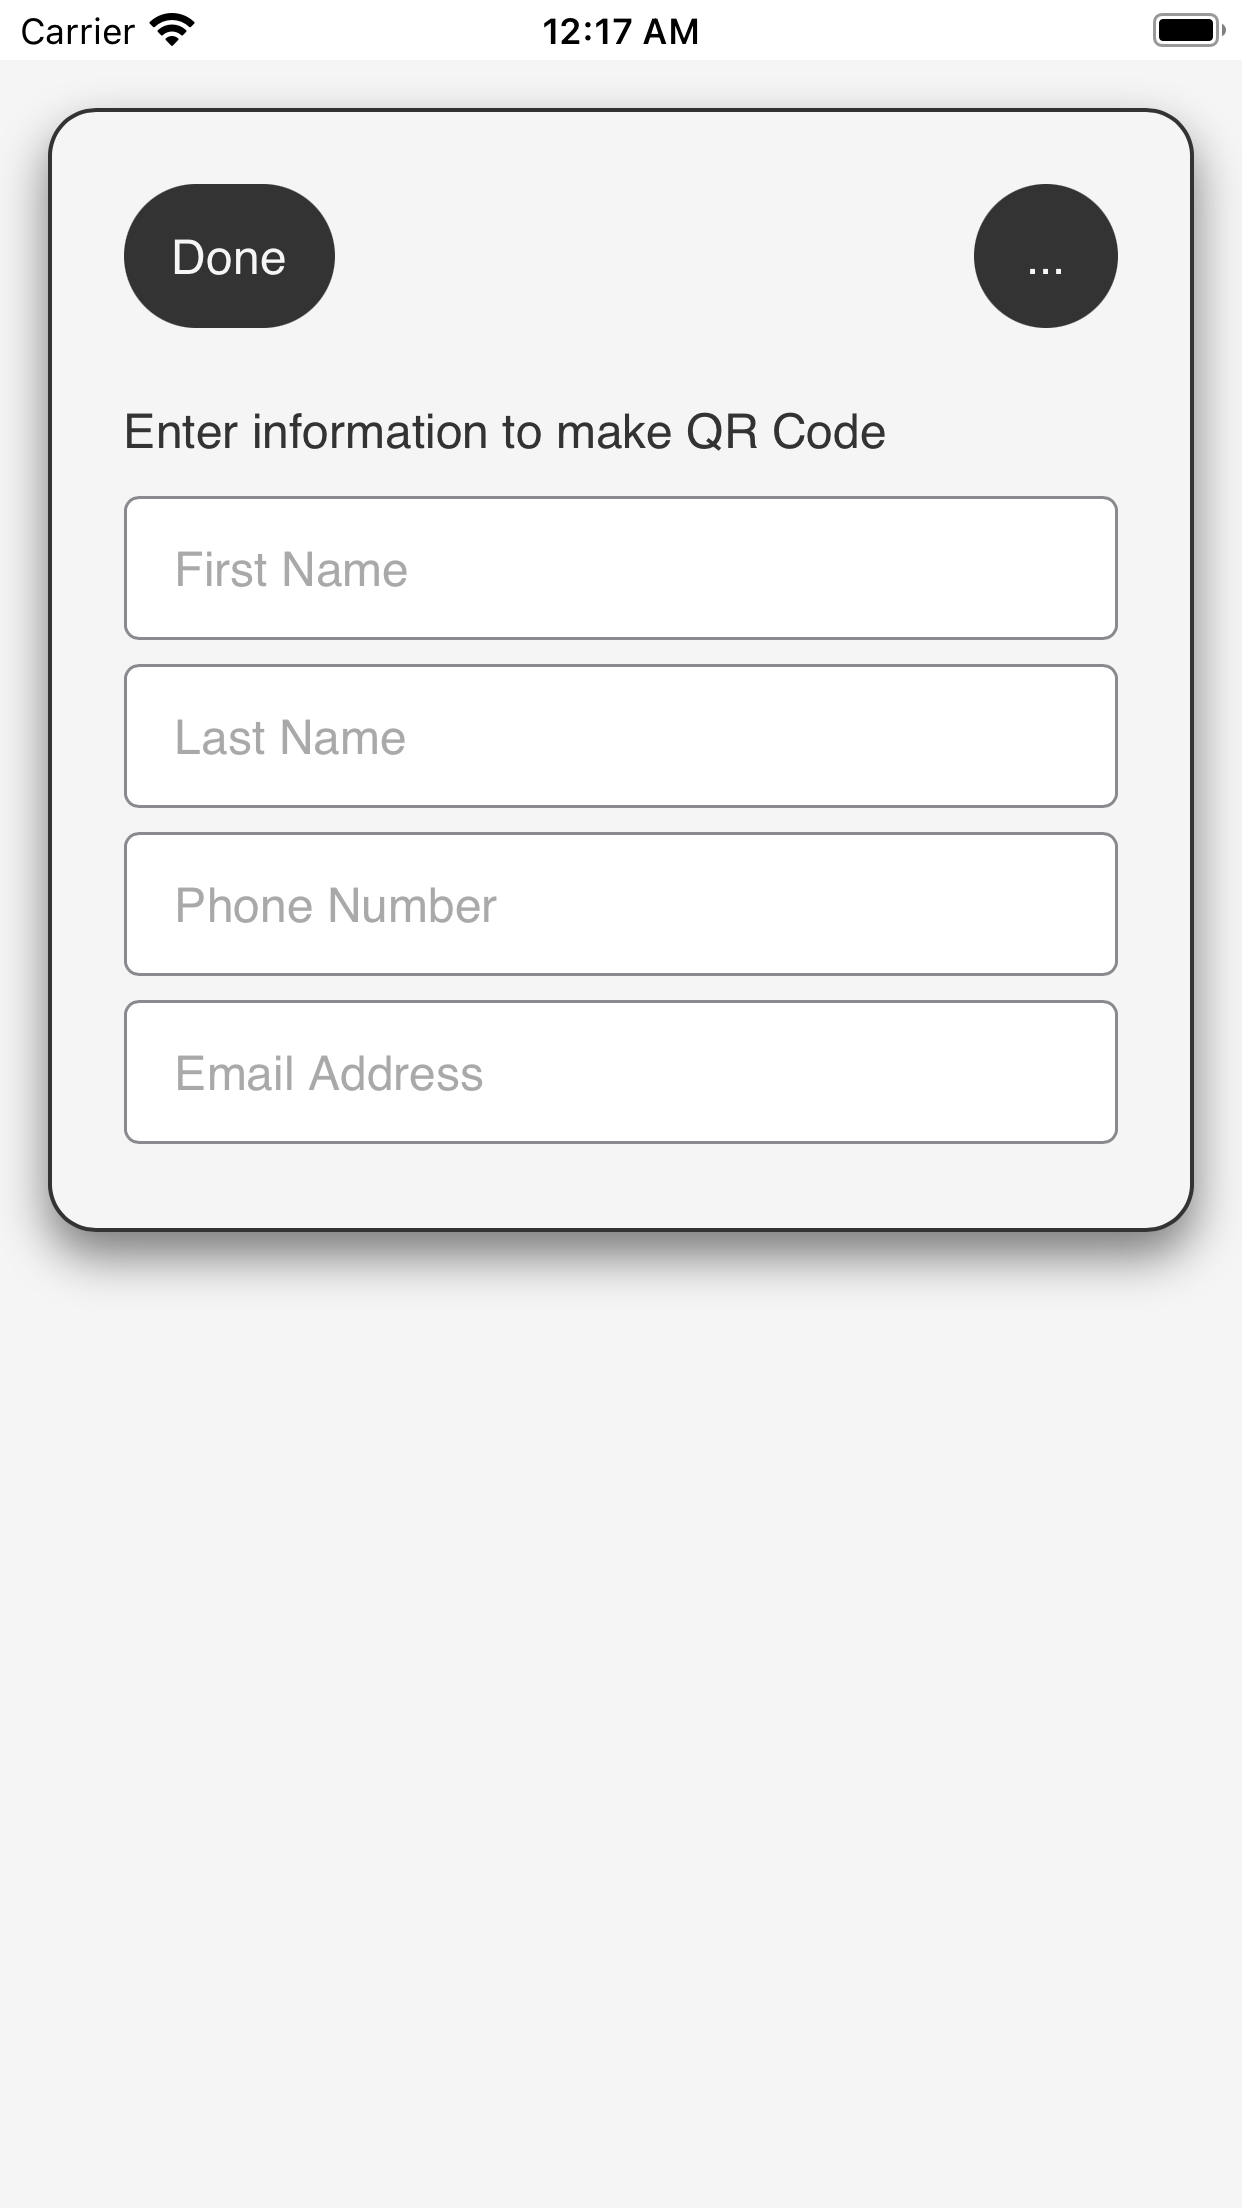 Carrier 12:17 AM
Done ...
Enter information to make QR Code
First Name
Last Name
Phone Number
Email Address